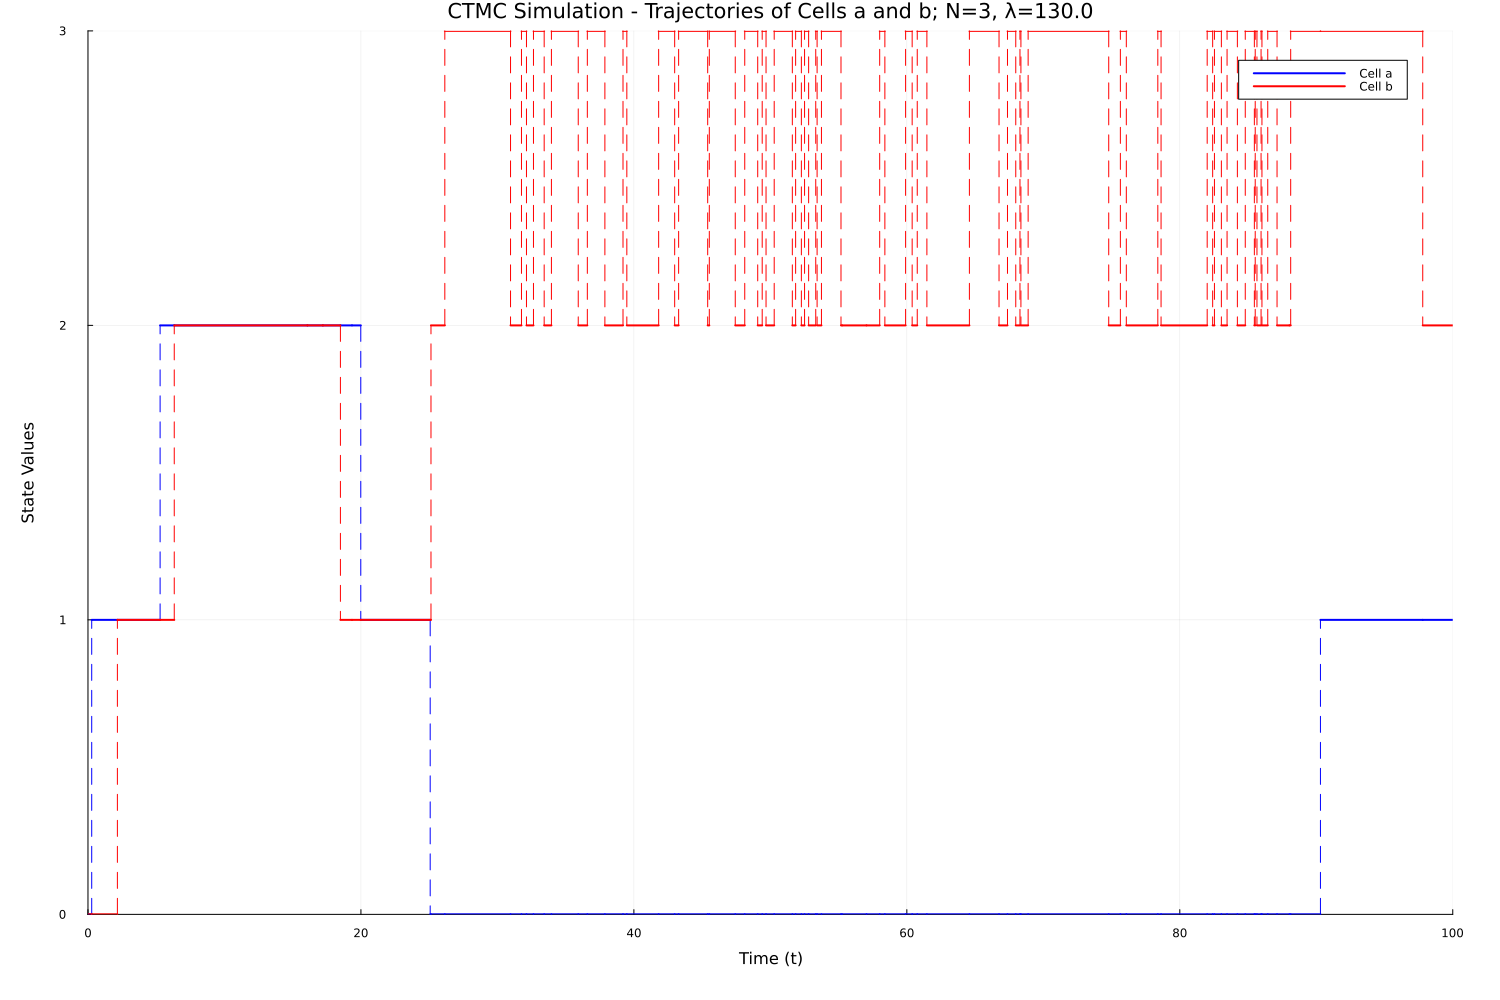 CTMC Simulation - Trajectories of Cells a and b; N=3, λ=130.0
3
Cell a
Cell b
2
State Values
1
0
0 20 40 60 80 100
Time (t)